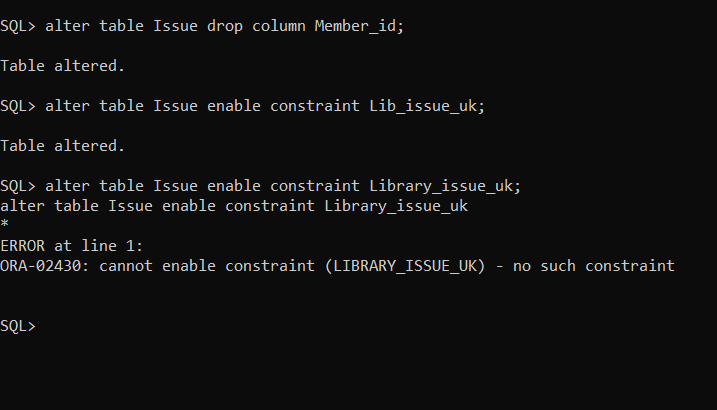 SQL> alter table Issue drop column Member_id;
Table altered.
SQL> alter table Issue enable constraint Lib_issue_uk;
Table altered.
SQL> alter table Issue enable constraint Library_issue_uk;
alter table Issue enable constraint Library_issue_uk
*
ERROR at line 1:
ORA-02430: cannot enable constraint (LIBRARY_ISSUE_UK) - no such constraint
SQL>